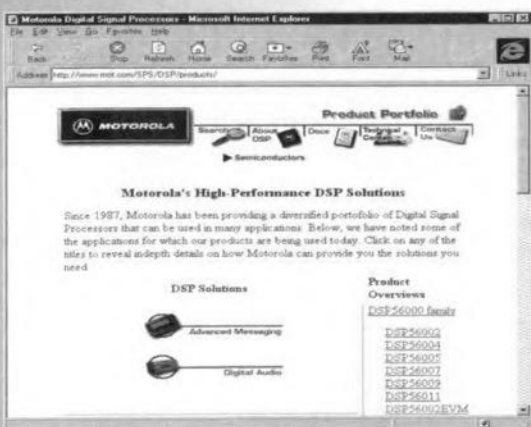 Motorola Digital Signal Processors - Microsoft Internet Explorer
File Edit View Go Favorites Help
Back Stop Refresh Home Search Favorites Print Font Mail
Address http://www.mot.com/SPS/DSP/products/ Links
Product Portfolio
MOTOROLA
Search About DSP Docs Technical Contact Us
Semiconductors
Motorola's High-Performance DSP Solutions
Since 1987, Motorola has been providing a diversified portofolio of Digital Signal
Processors that can be used in many applications. Below, we have noted some of
the applications for which our products are being used today. Click on any of the
titles to reveal indepth details on how Motorola can provide you the solutions you
need
DSP Solutions
Advanced Messaging
Digital Audio
Product
Overviews
DSP56000 family
DSP56002
DSP56004
DSP56005
DSP56007
DSP56009
DSP56011
DSP56002EVM